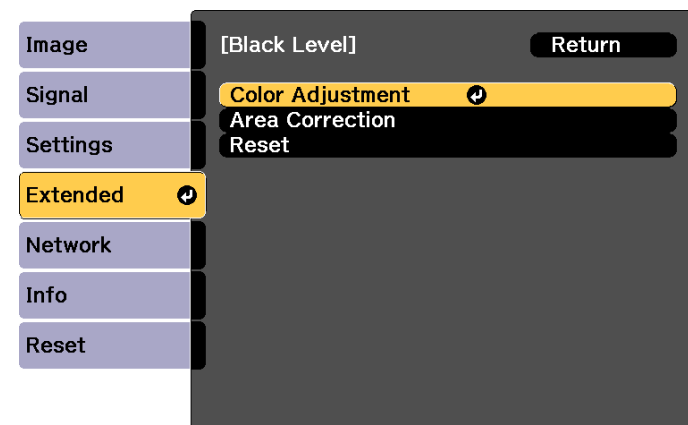 Image
Signal
Settings
Extended
Network
Info
Reset
[Black Level]
Return
Color Adjustment
Area Correction
Reset